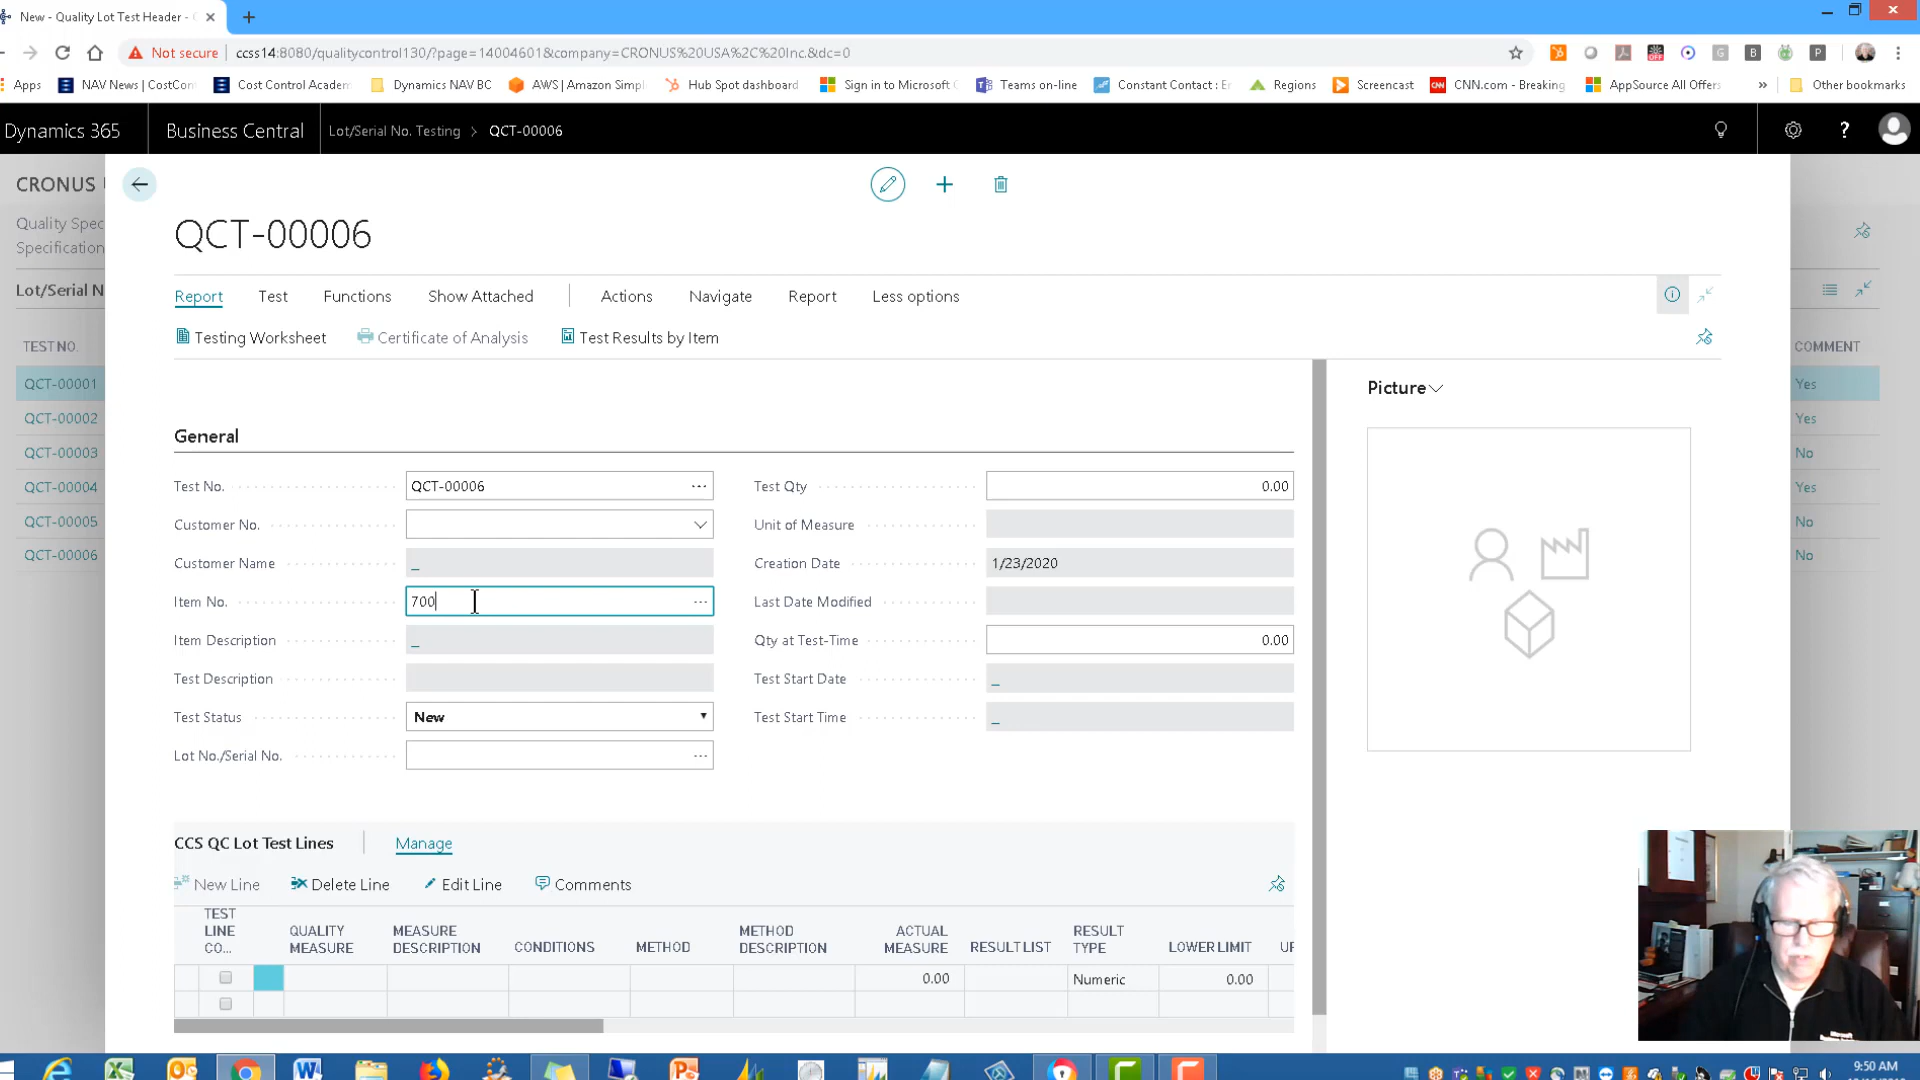 New - Quality Lot Test Header -
Not secure ccss14:8080/qualitycontrol130/?page=14004601&company=CRONUS%20USA%2C%20Inc.&dc=0
Apps NAV News | CostCon Cost Control Academ Dynamics NAV BC AWS | Amazon Simpl Hub Spot dashboard Sign in to Microsoft Teams on-line Constant Contact : E Regions Screencast CNN.com - Breaking AppSource All Offers » Other bookmarks
Dynamics 365 Business Central Lot/Serial No. Testing > QCT-00006 ?
CRONUS
Quality Spec
Specification
Lot/Serial N
TEST NO. COMMENT
QCT-00001 Yes
QCT-00002 Yes
QCT-00003 No
QCT-00004 Yes
QCT-00005 No
QCT-00006 No
QCT-00006
Report Test Functions Show Attached Actions Navigate Report Less options
Testing Worksheet Certificate of Analysis Test Results by Item
Picture
General
Test No. QCT-00006 Test Qty 0.00
Customer No. Unit of Measure
Customer Name _ Creation Date 1/23/2020
Item No. 700 Last Date Modified
Item Description _ Qty at Test-Time 0.00
Test Description Test Start Date _
Test Status New Test Start Time _
Lot No./Serial No.
CCS QC Lot Test Lines Manage
New Line Delete Line Edit Line Comments
TEST LINE CO... QUALITY MEASURE MEASURE DESCRIPTION CONDITIONS METHOD METHOD DESCRIPTION ACTUAL MEASURE RESULT LIST RESULT TYPE LOWER LIMIT UF
0.00 Numeric 0.00
9:50 AM